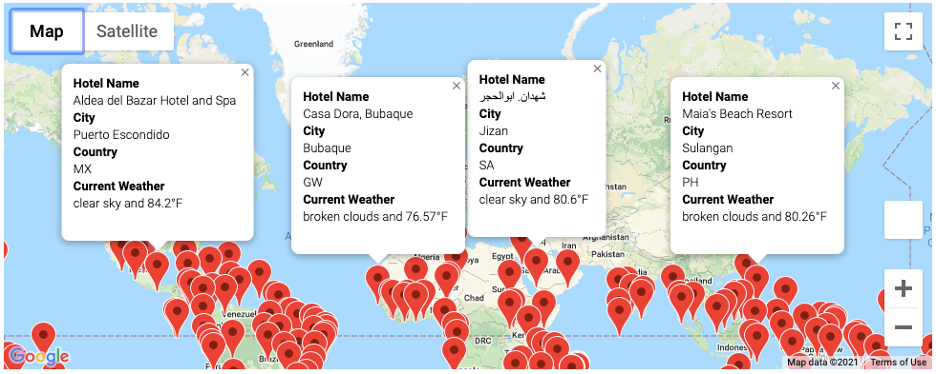 Map
Satellite
Greenland
Hotel Name
Aldea del Bazar Hotel and Spa
City
Puerto Escondido
Country
MX
Current Weather
clear sky and 84.2°F
Hotel Name
Casa Dora, Bubaque
City
Bubaque
Country
GW
Current Weather
broken clouds and 76.57°F
Hotel Name
شهدان. ابوالحجر
City
Jizan
Country
SA
Current Weather
clear sky and 80.6°F
Hotel Name
Maia's Beach Resort
City
Sulangan
Country
PH
Current Weather
broken clouds and 80.26°F
Algeria
Egypt
Iran
Afghanistan
Pakistan
Chad
DRC
Google
Map data ©2021
Terms of Use